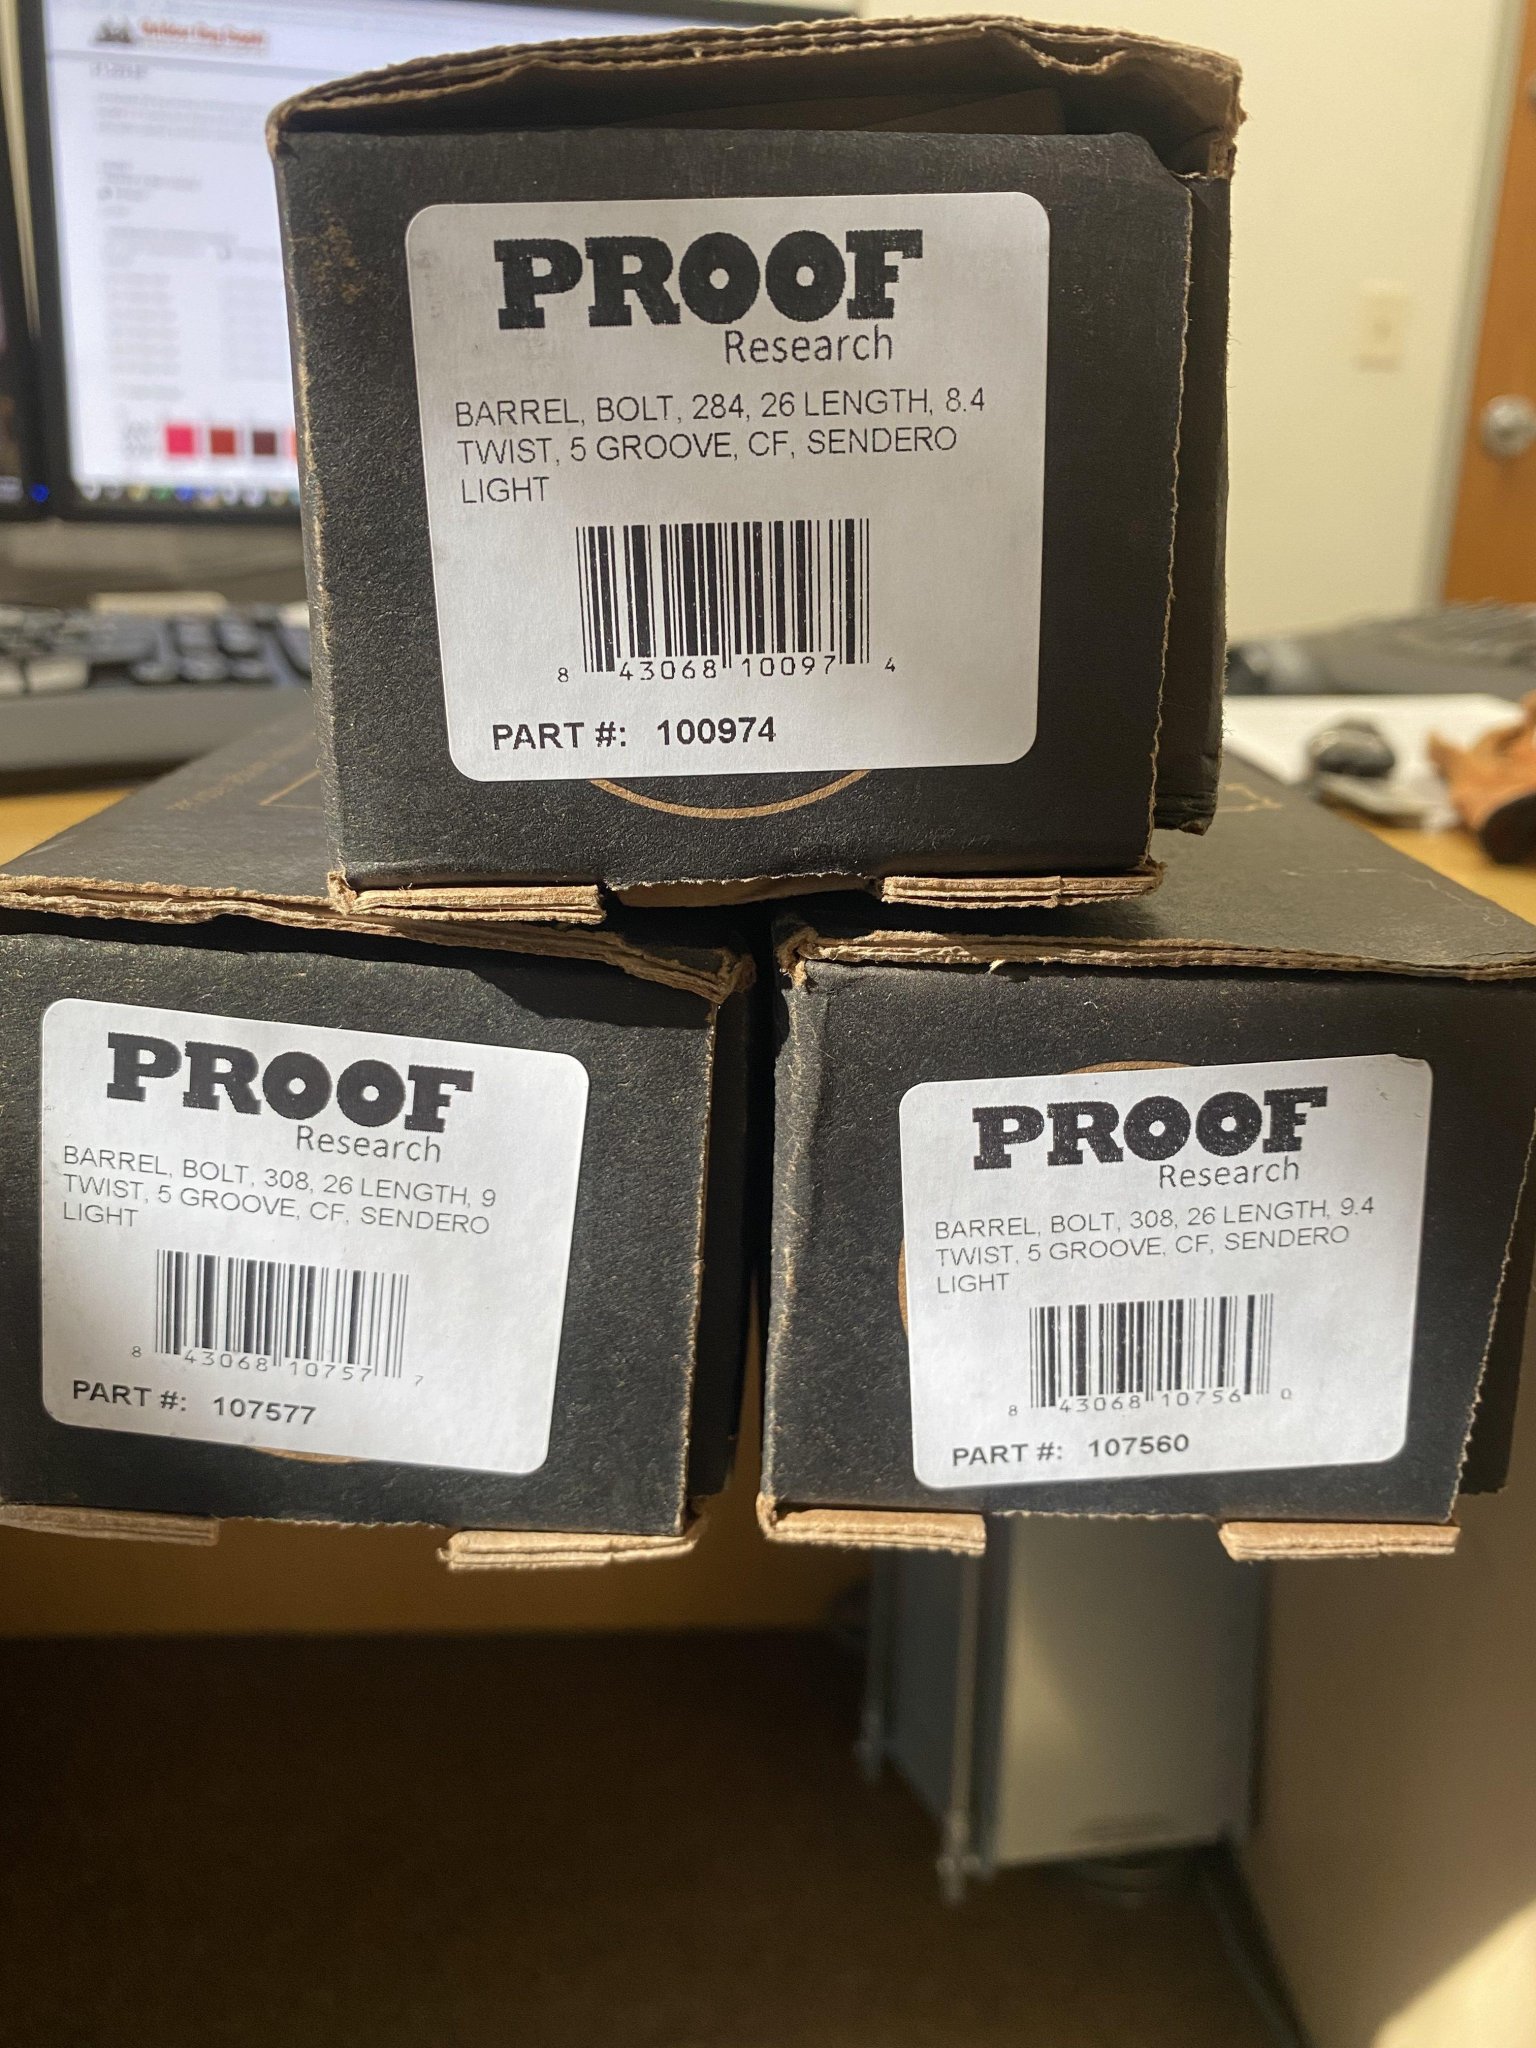 PROOF
Research
BARREL, BOLT, 284, 26 LENGTH, 8.4
TWIST, 5 GROOVE, CF, SENDERO
LIGHT
8 43068 10097 4
PART #: 100974
PROOF
Research
BARREL, BOLT, 308, 26 LENGTH, 9
TWIST, 5 GROOVE, CF, SENDERO
LIGHT
8 43068 10757 7
PART #: 107577
PROOF
Research
BARREL, BOLT, 308, 26 LENGTH, 9.4
TWIST, 5 GROOVE, CF, SENDERO
LIGHT
8 43068 10756 0
PART #: 107560